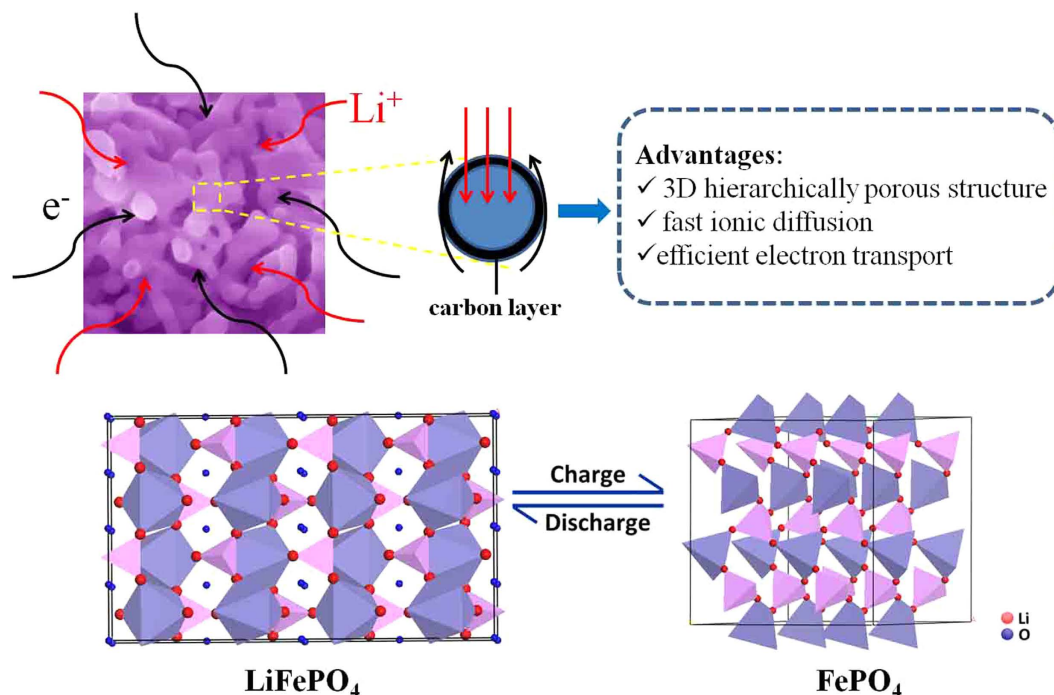 Li⁺
e⁻
carbon layer
Advantages:
✓ 3D hierarchically porous structure
✓ fast ionic diffusion
✓efficient electron transport
Charge
Discharge
Li
O
LiFePO₄
FePO₄